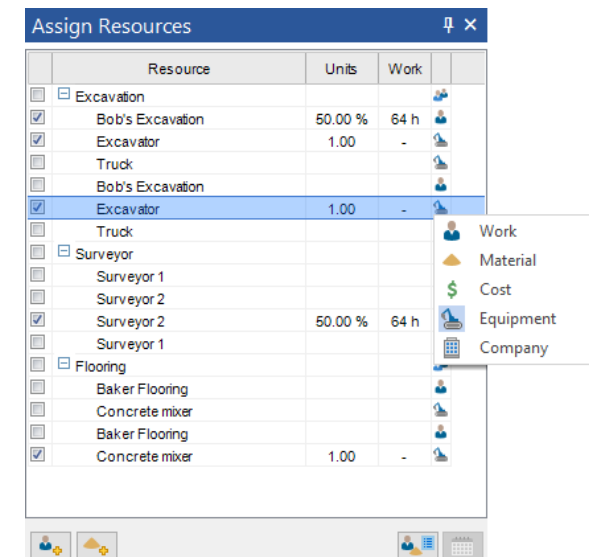 Assign Resources
Resource Units Work
Excavation
Bob's Excavation 50.00 % 64 h
Excavator 1.00 -
Truck
Bob's Excavation
Excavator 1.00 -
Truck
Surveyor
Surveyor 1
Surveyor 2
Surveyor 2 50.00 % 64 h
Surveyor 1
Flooring
Baker Flooring
Concrete mixer
Baker Flooring
Concrete mixer 1.00 -
Work
Material
$ Cost
Equipment
Company